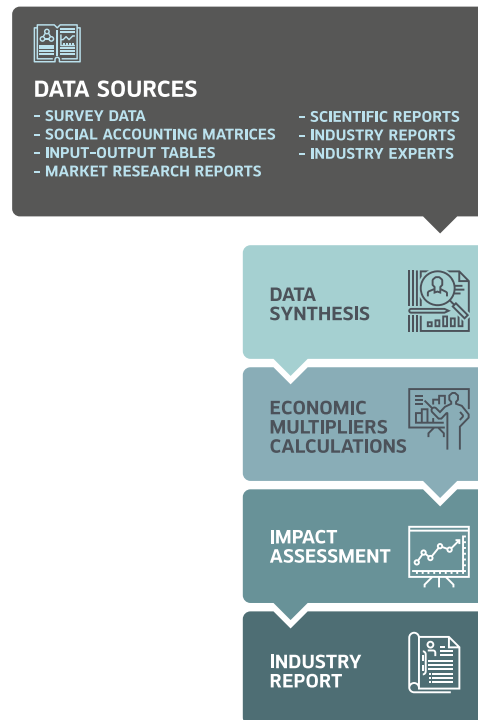 DATA SOURCES
- SURVEY DATA
- SOCIAL ACCOUNTING MATRICES
- INPUT-OUTPUT TABLES
- MARKET RESEARCH REPORTS
- SCIENTIFIC REPORTS
- INDUSTRY REPORTS
- INDUSTRY EXPERTS
DATA
SYNTHESIS
ECONOMIC
MULTIPLIERS
CALCULATIONS
IMPACT
ASSESSMENT
INDUSTRY
REPORT